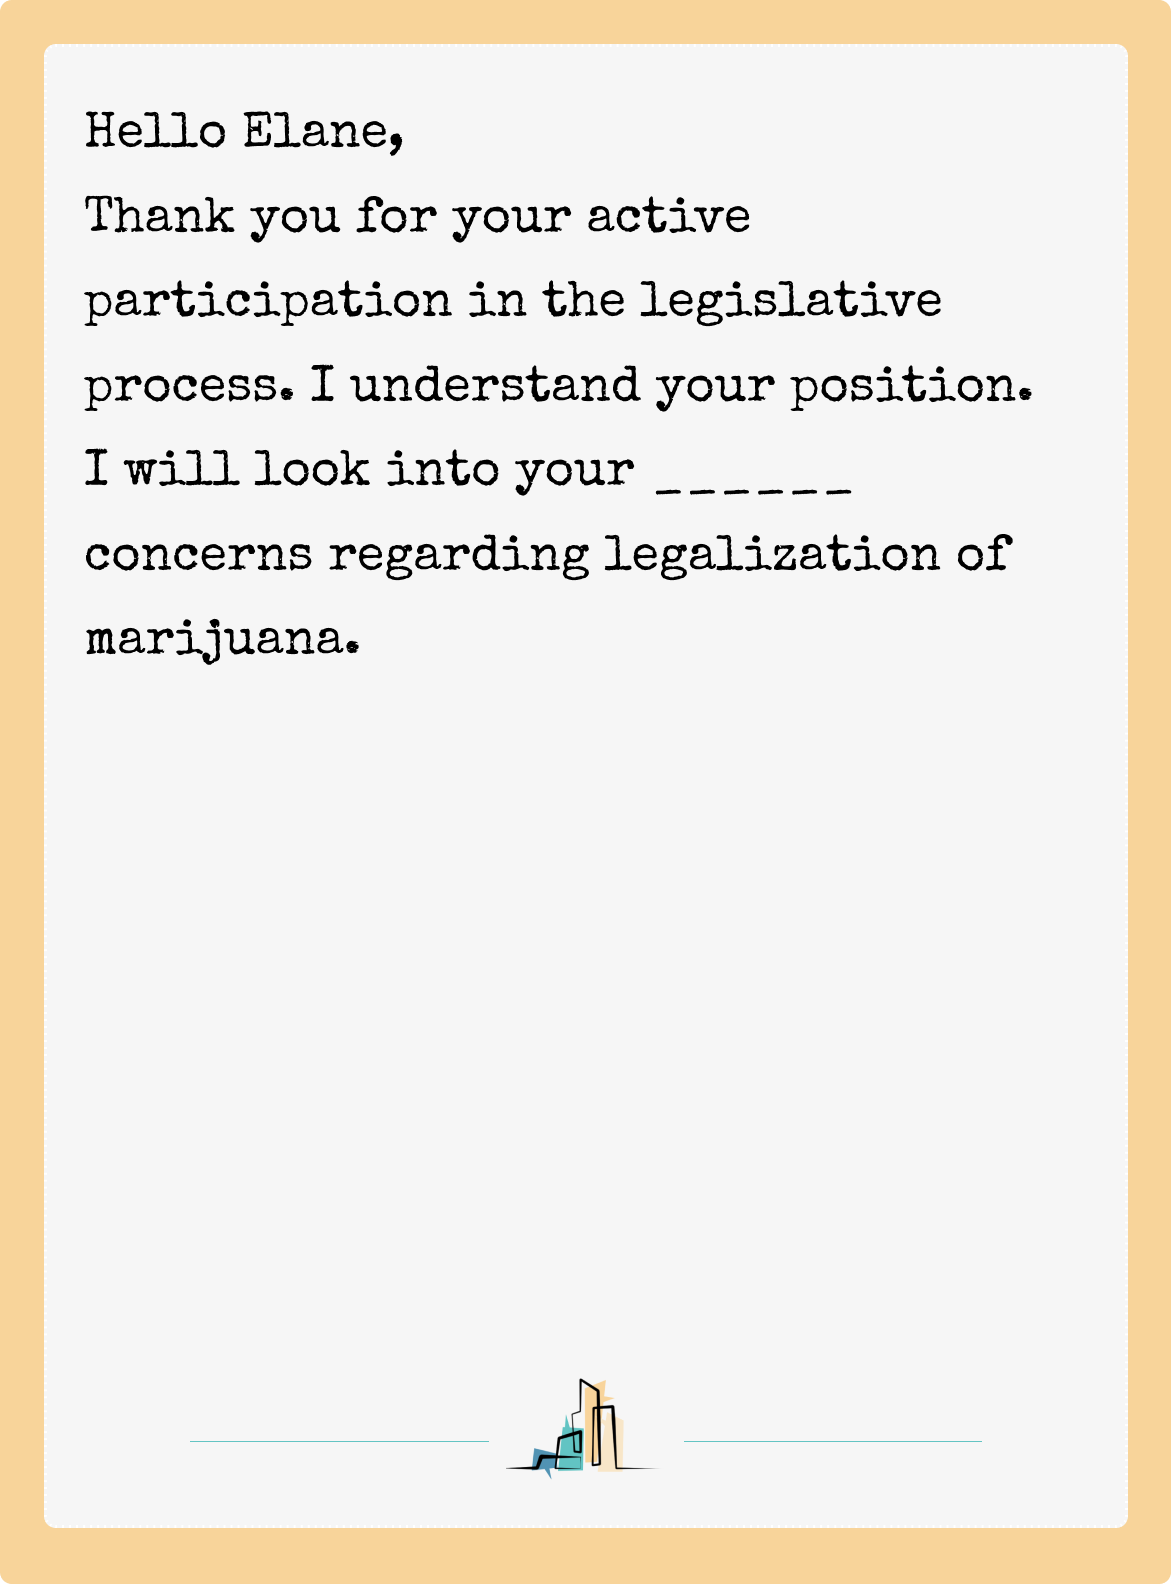 Hello Elane,
Thank you for your active
participation in the legislative
process. I understand your position.
I will look into your ______
concerns regarding legalization of
marijuana.